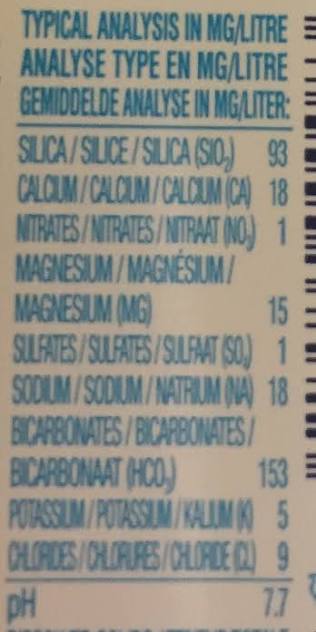 TYPICAL ANALYSIS IN MG/LITRE
ANALYSE TYPE EN MG/LITRE
GEMIDDELDE ANALYSE IN MG/LITER:
SILICA / SILICE / SILICA (SIO₂) 93
CALCIUM / CALCIUM / CALCIUM (CA) 18
NITRATES / NITRATES / NITRAAT (NO₃) 1
MAGNESIUM / MAGNÉSIUM /
MAGNESIUM (MG) 15
SULFATES / SULFATES / SULFAAT (SO₄) 1
SODIUM / SODIUM / NATRIUM (NA) 18
BICARBONATES / BICARBONATES /
BICARBONAAT (HCO₃) 153
POTASSIUM / POTASSIUM / KALIUM (K) 5
CHLORIDES / CHLORURES / CHLORIDE (CL) 9
pH 7.7